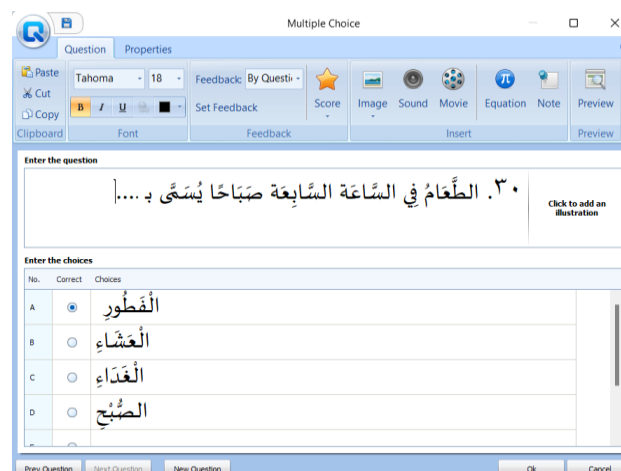 Multiple Choice
Question Properties
Paste
Cut
Copy
Clipboard
Tahoma 18
B I U
Font
Feedback: By Questi
Set Feedback
Score
Feedback
Image Sound Movie Equation Note
Insert
Preview
Preview
Enter the question
٣٠. الطَّعَامُ فِي السَّاعَة السَّابِعَة صَبَاحًا يُسَتَّى بـ ....
Click to add an
illustration
Enter the choices
No. Correct Choices
A الْفَطُورِ
B الْعَشَاءِ
C الْغَدَاءِ
D الصُّبْحِ
Prev Question Next Question New Question Ok Cancel